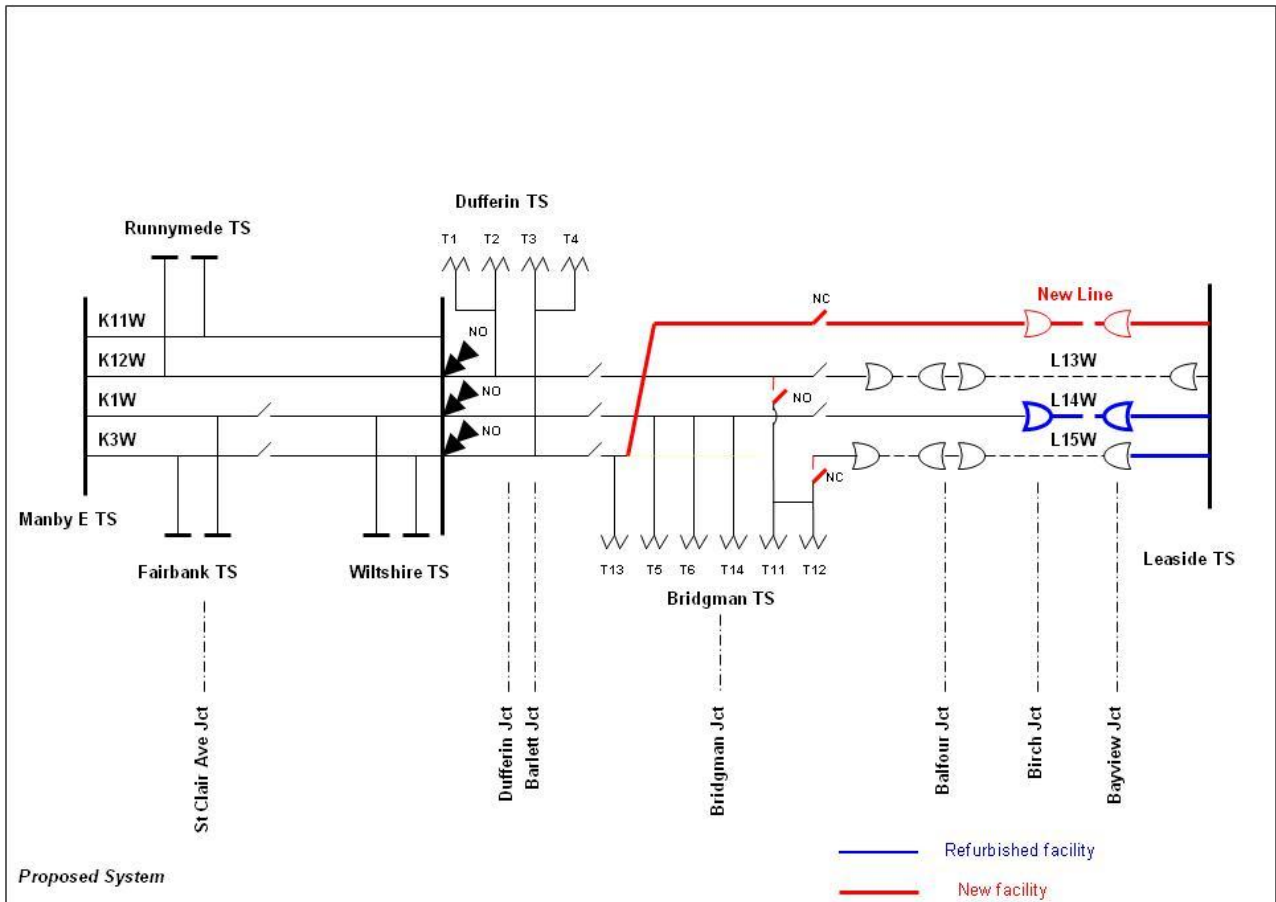 Dufferin TS
Runnymede TS
T1 T2 T3 T4
New Line
NC
K11W
NO
K12W
L13W
K1W
NO
NO
L14W
K3W
NO
L15W
NC
Manby E TS
Fairbank TS
Wiltshire TS
T13 T5 T6 T14 T11 T12
Bridgman TS
Leaside TS
St Clair Ave Jct
Dufferin Jct
Barlett Jct
Bridgman Jct
Balfour Jct
Birch Jct
Bayview Jct
Refurbished facility
New facility
Proposed System